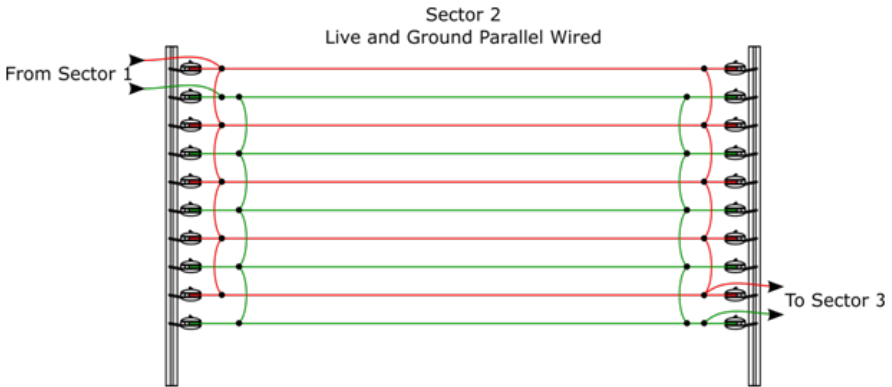 Sector 2
Live and Ground Parallel Wired
From Sector 1
To Sector 3